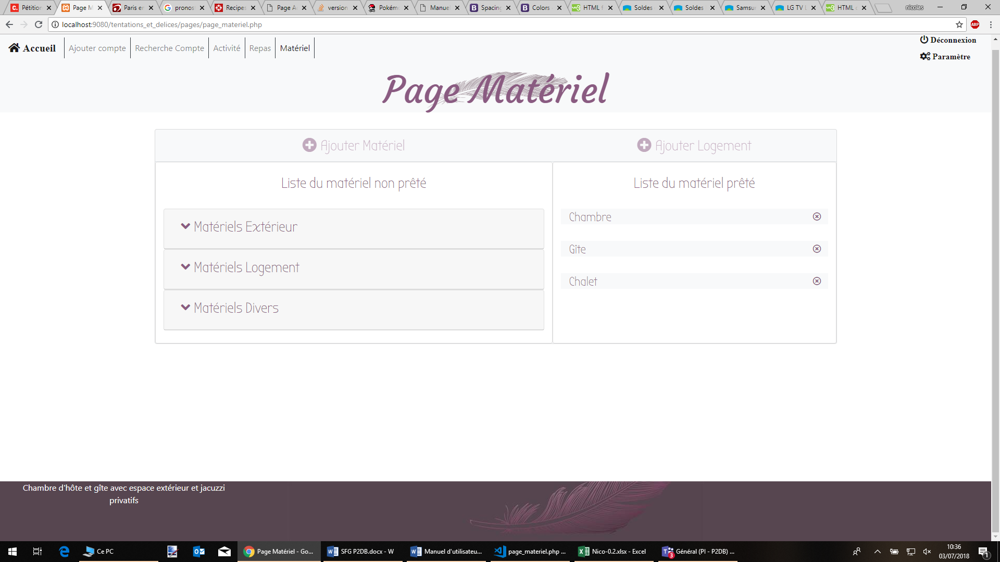 Pétition Page M Paris en pronos Recipes Page A version Pokém Manuel Spacing Colors HTML f Soldes Soldes Samsu LG TV HTML nicolas
localhost:9080/tentations_et_delices/pages/page_materiel.php ABP
Accueil Ajouter compte Recherche Compte Activité Repas Matériel
Déconnexion
Paramètre
Page Matériel
Ajouter Matériel Ajouter Logement
Liste du matériel non prêté Liste du matériel prêté
Matériels Extérieur
Matériels Logement
Matériels Divers
Chambre
Gîte
Chalet
Chambre d'hôte et gîte avec espace extérieur et jacuzzi
privatifs
Ce PC Page Matériel - Go... SFG P2DB.docx - W Manuel d'utilisateu... page_materiel.php ... Nico-0.2.xlsx - Excel Général (PI - P2DB) ... 10:36
03/07/2018